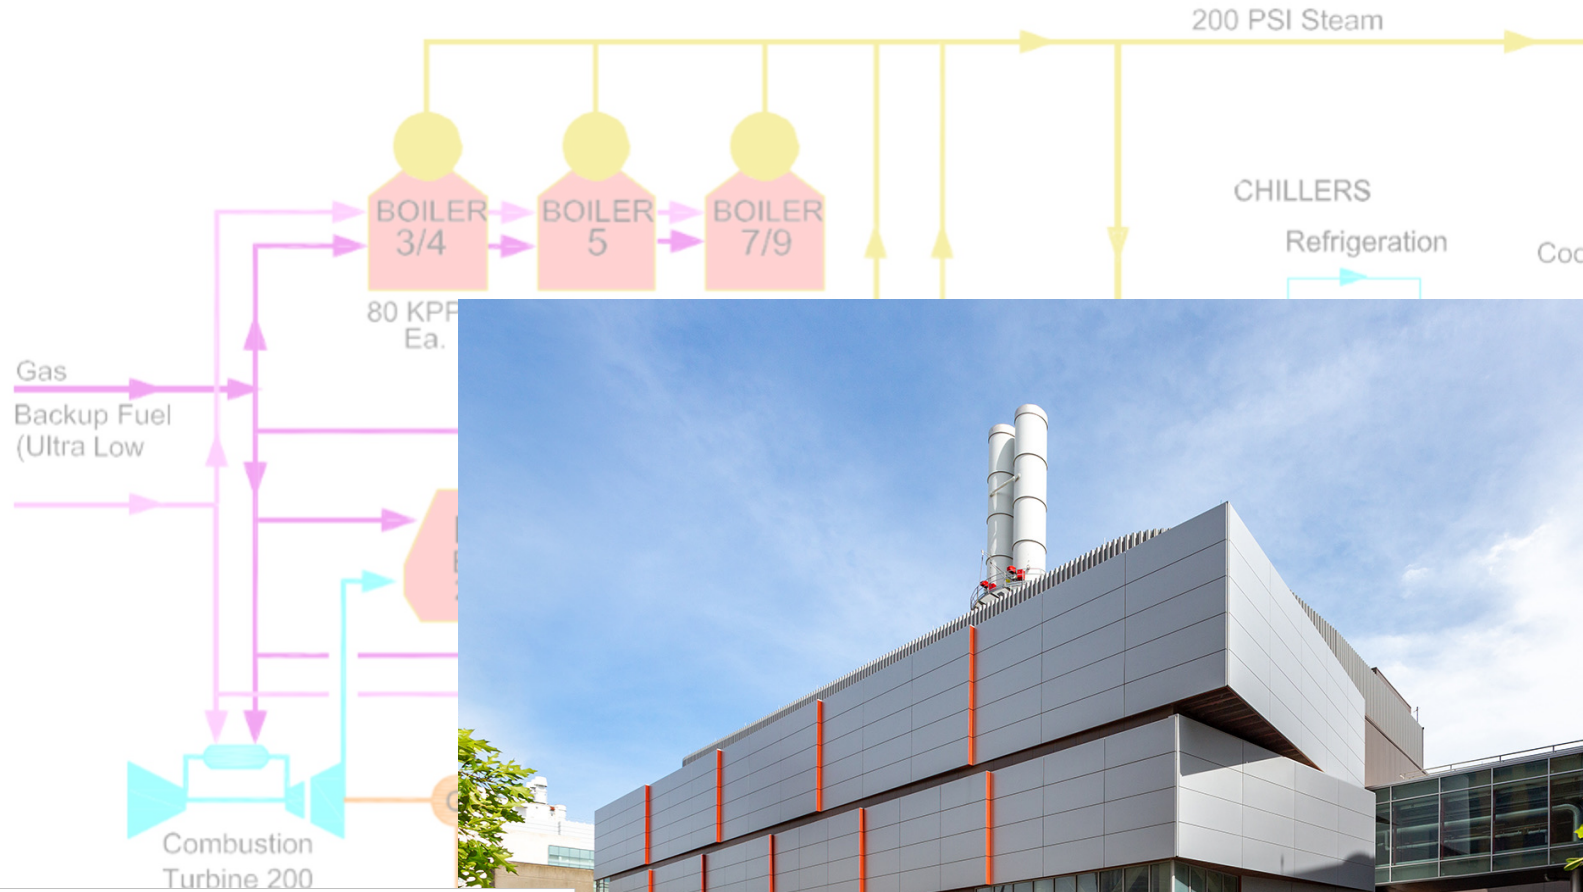 200 PSI Steam
BOILER
3/4
BOILER
5
BOILER
7/9
CHILLERS
Refrigeration
80
Ea.
Gas
Backup Fuel
(Ultra Low
Combustion
Turbine 200